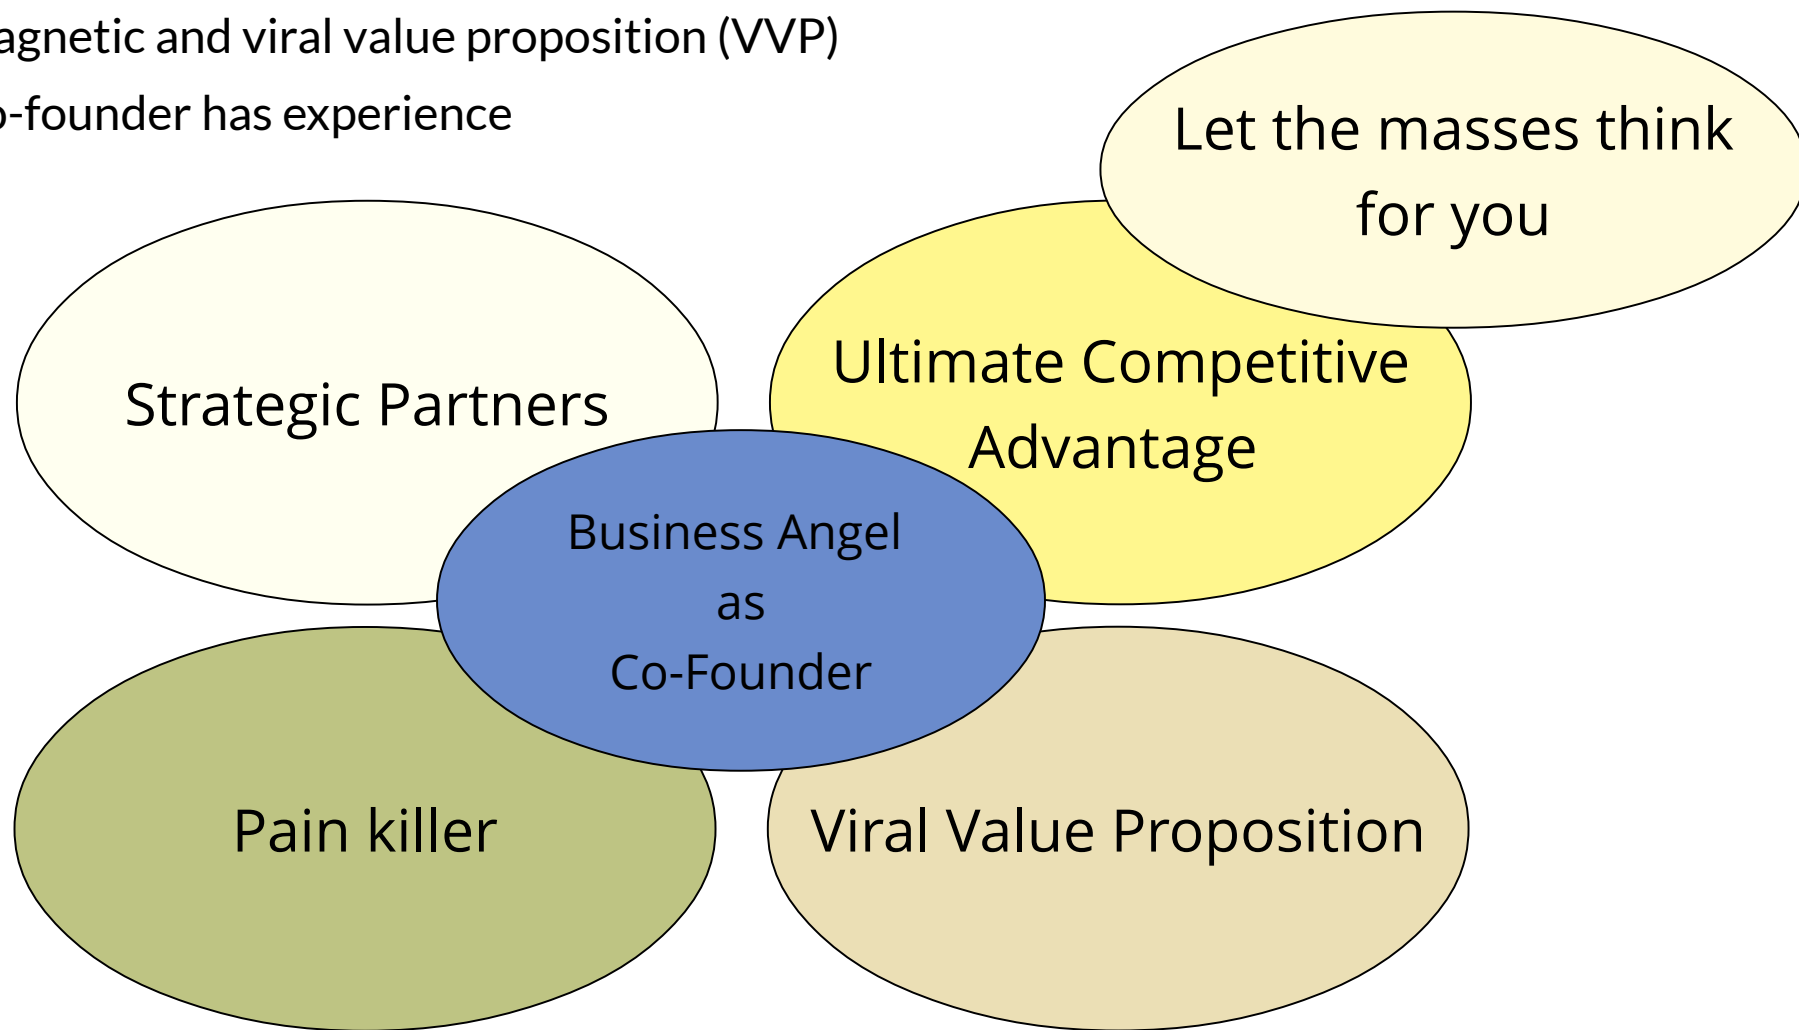 agnetic and viral value proposition (VVP)
o-founder has experience
Let the masses think
for you
Strategic Partners
Ultimate Competitive
Advantage
Business Angel
as
Co-Founder
Pain killer
Viral Value Proposition